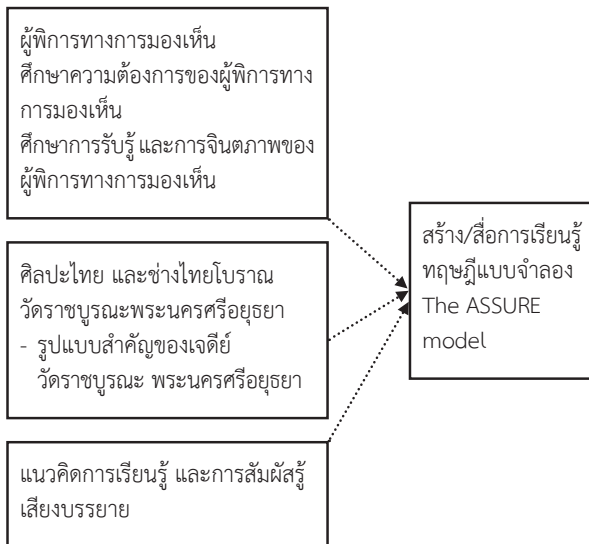 ผู้พิการทางการมองเห็น
ศึกษาความต้องการของผู้พิการทาง
การมองเห็น
ศึกษาการรับรู้ และการจินตภาพของ
ผู้พิการทางการมองเห็น
ศิลปะไทย และช่างไทยโบราณ
วัดราชบูรณะพระนครศรีอยุธยา
- รูปแบบสำคัญของเจดีย์
วัดราชบูรณะ พระนครศรีอยุธยา
แนวคิดการเรียนรู้ และการสัมผัสรู้
เสียงบรรยาย
สร้าง/สื่อการเรียนรู้
ทฤษฎีแบบจำลอง
The ASSURE
model